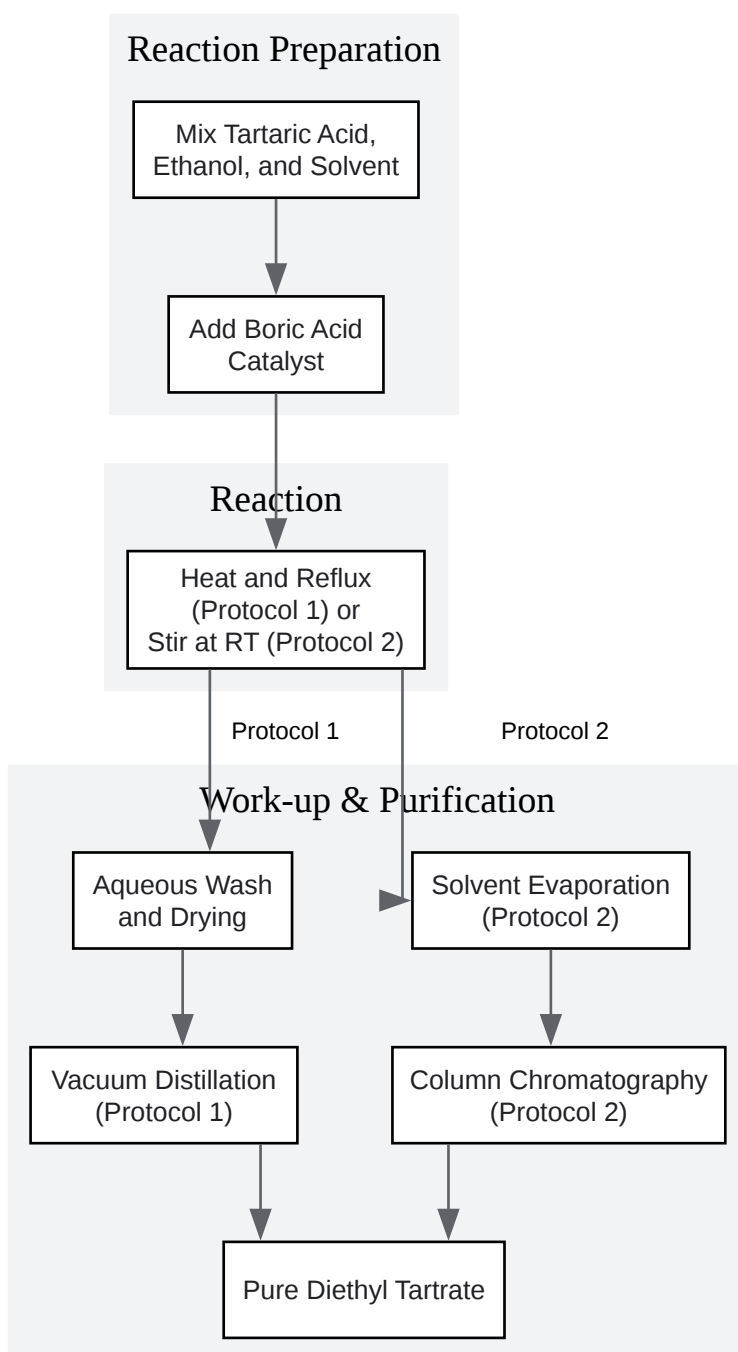 Reaction Preparation
Mix Tartaric Acid,
Ethanol, and Solvent
Add Boric Acid
Catalyst
Reaction
Heat and Reflux
(Protocol 1) or
Stir at RT (Protocol 2)
Protocol 1
Protocol 2
Work-up & Purification
Aqueous Wash
and Drying
Solvent Evaporation
(Protocol 2)
Vacuum Distillation
(Protocol 1)
Column Chromatography
(Protocol 2)
Pure Diethyl Tartrate